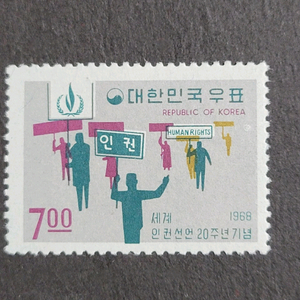 대한민국우표
REPUBLIC OF KOREA
인권
HUMAN RIGHTS
7.00
세계
1968
인권선언 20주년기념